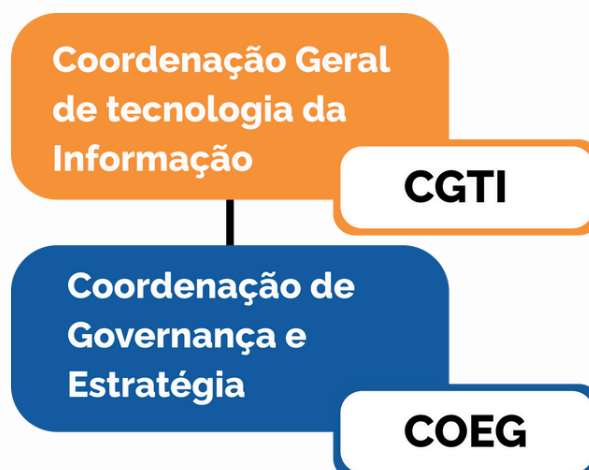 Coordenação Geral
de tecnologia da
Informação
CGTI
Coordenação de
Governança e
Estratégia
COEG